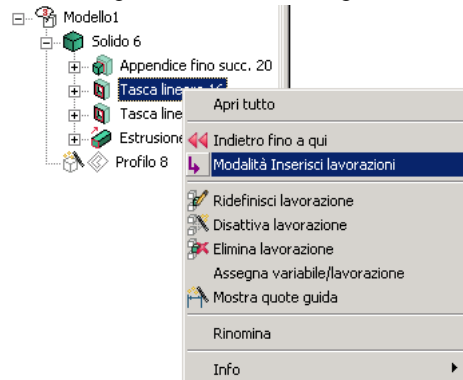 Modello1
Solido 6
Appendice fino succ. 20
Tasca lineare 16
Tasca line
Estrusione
Profilo 8
Apri tutto
Indietro fino a qui
Modalità Inserisci lavorazioni
Ridefinisci lavorazione
Disattiva lavorazione
Elimina lavorazione
Assegna variabile/lavorazione
Mostra quote guida
Rinomina
Info